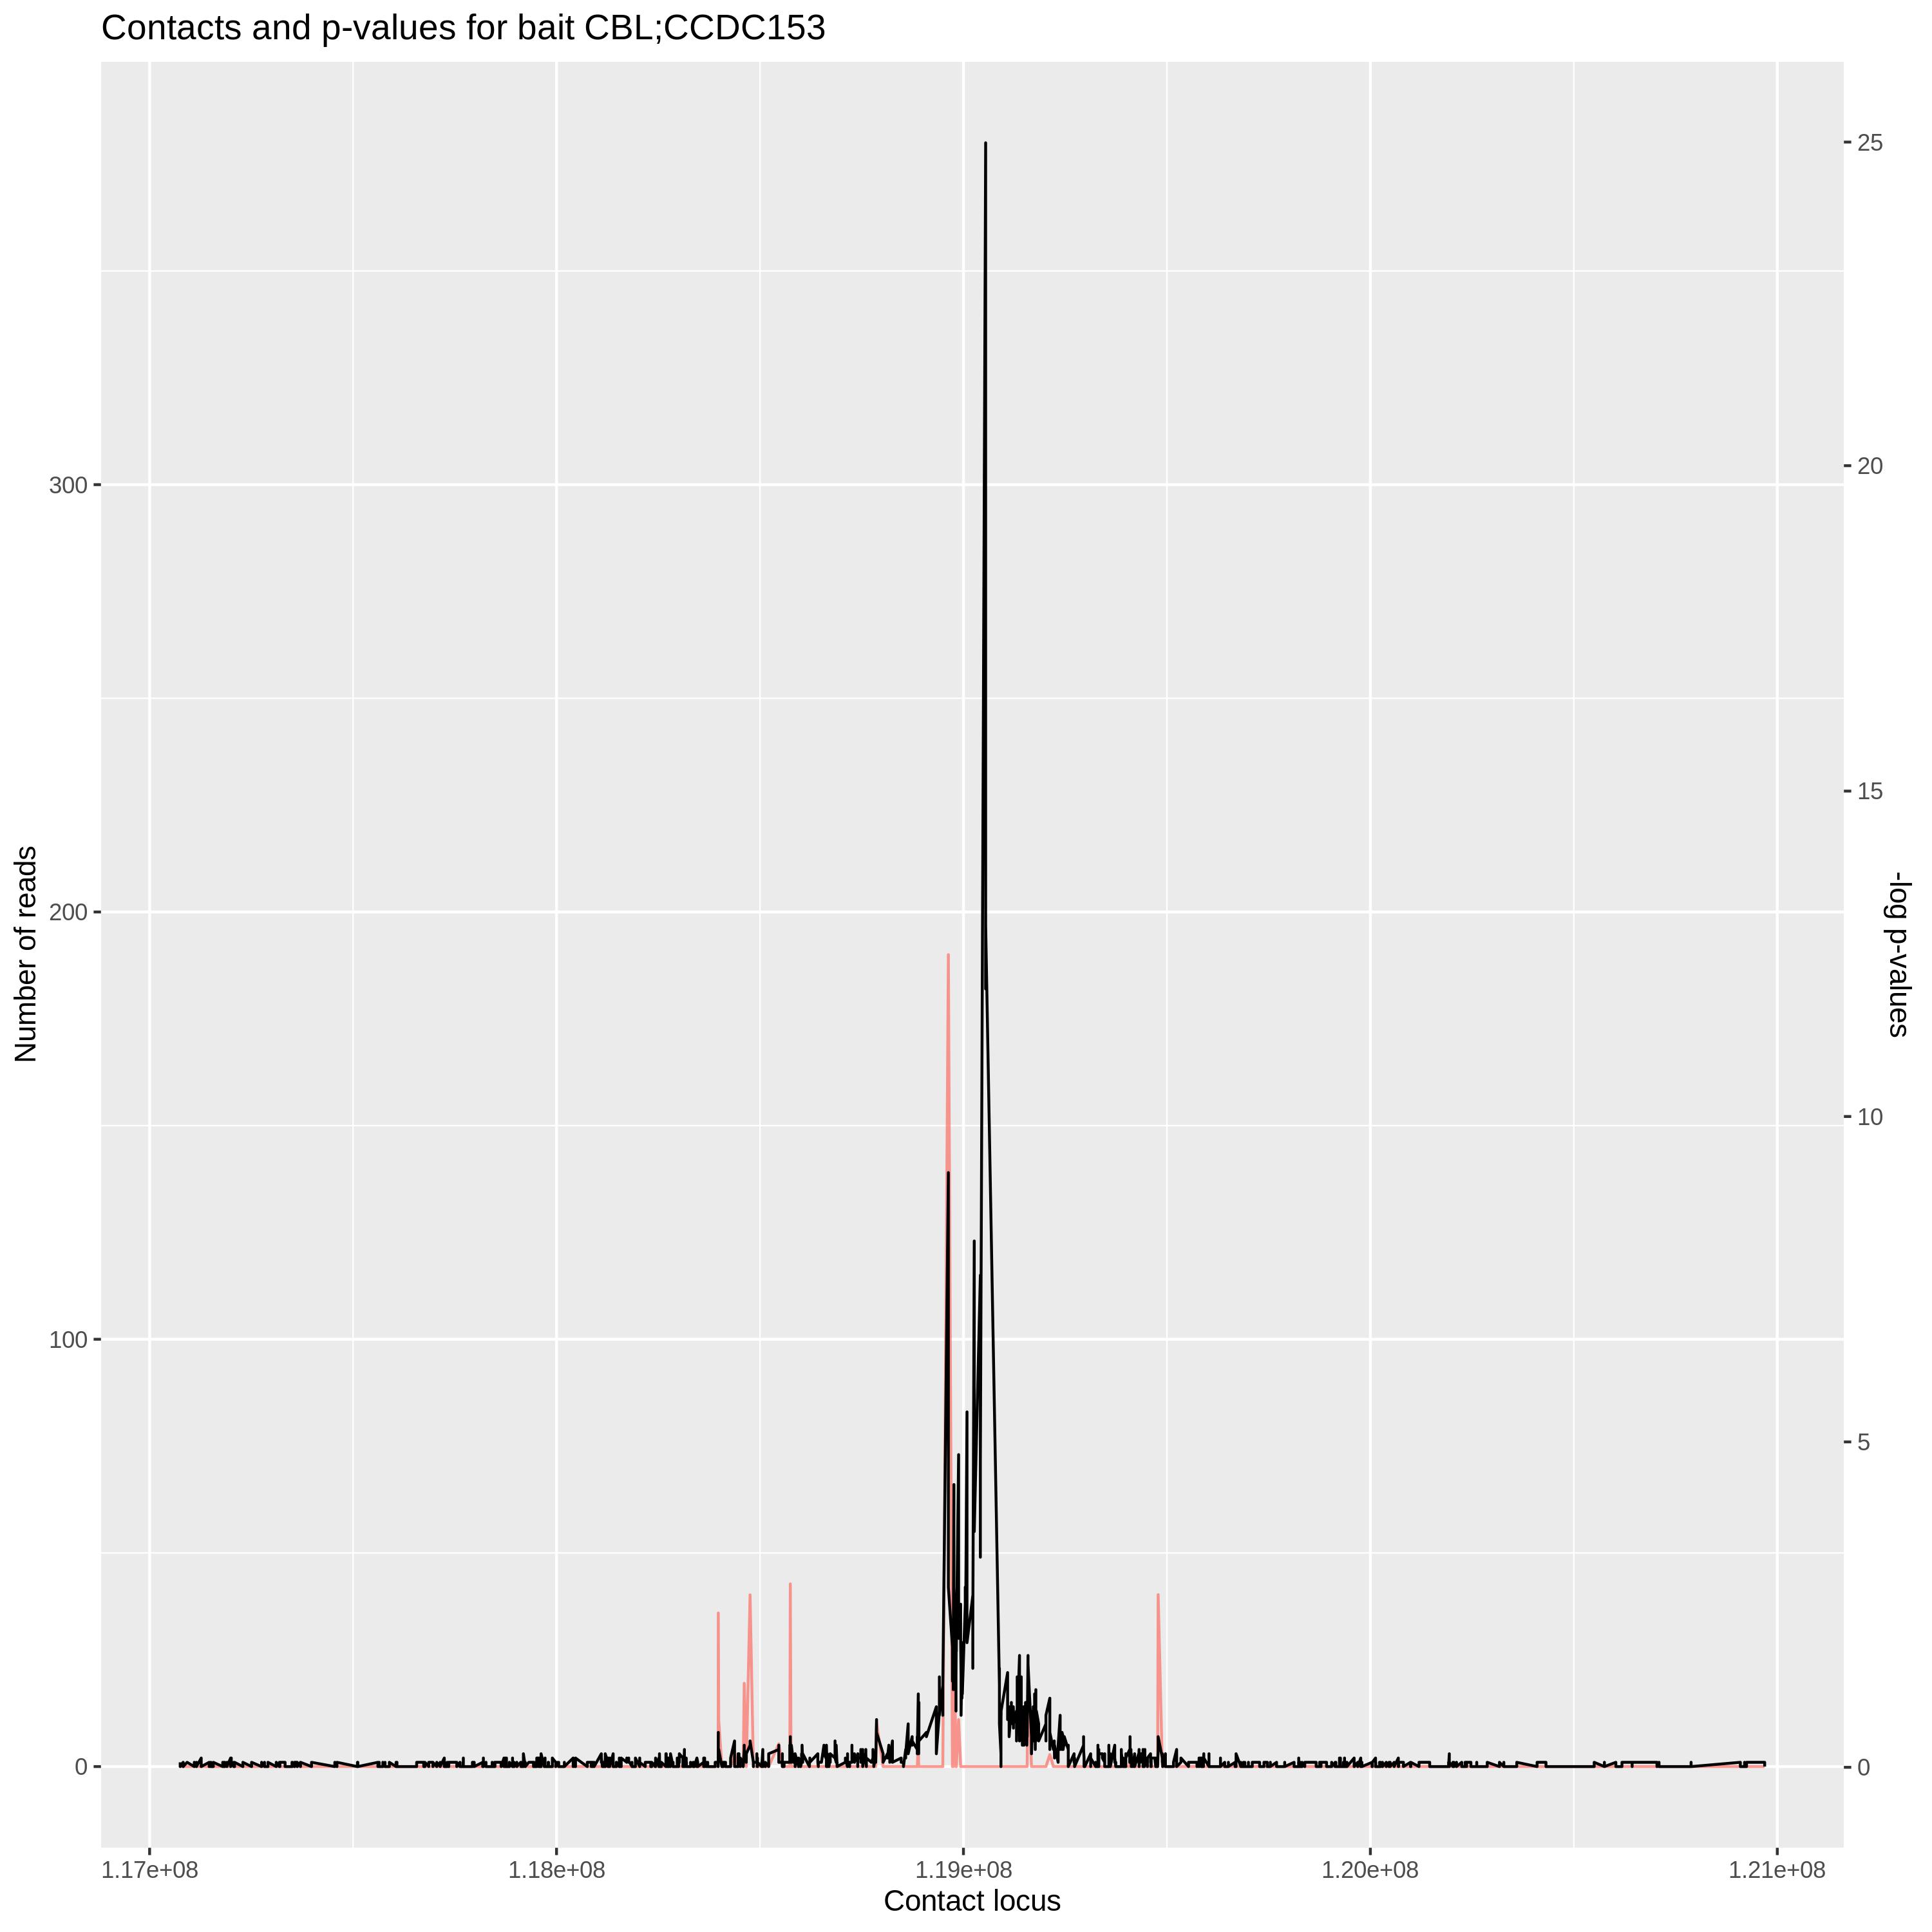 Contacts and p-values for bait CBL;CCDC153
Number of reads
300
200
100
0
25
20
15
10
5
0
-log p-values
1.17e+08 1.18e+08 1.19e+08 1.20e+08 1.21e+08
Contact locus